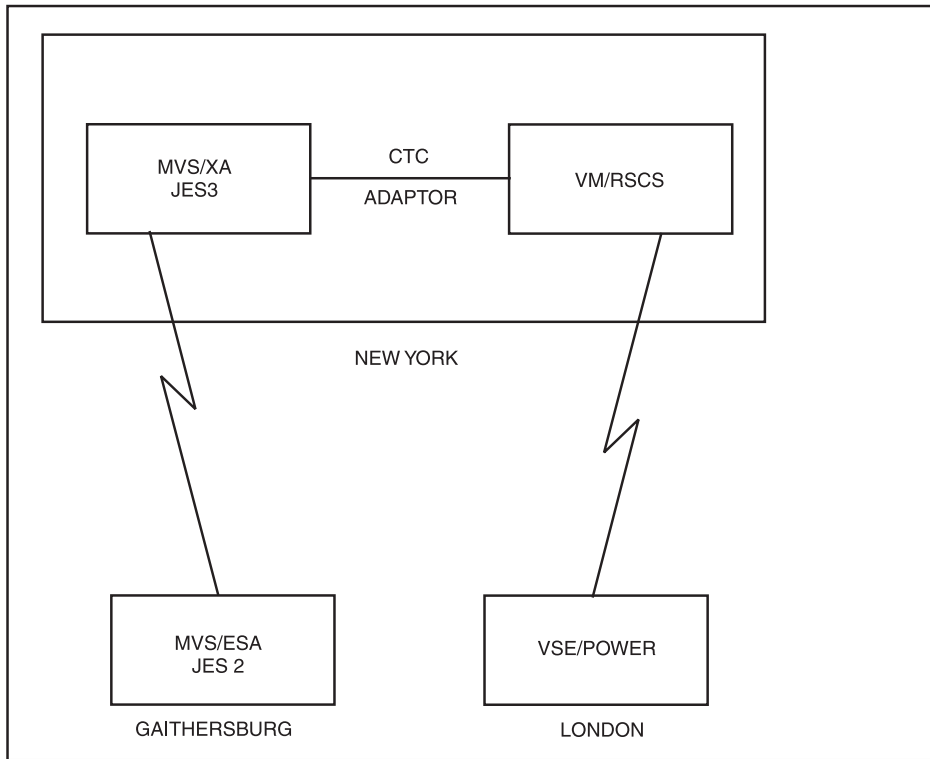 MVS/XA
JES3
CTC
ADAPTOR
VM/RSCS
NEW YORK
MVS/ESA
JES 2
VSE/POWER
GAITHERSBURG
LONDON